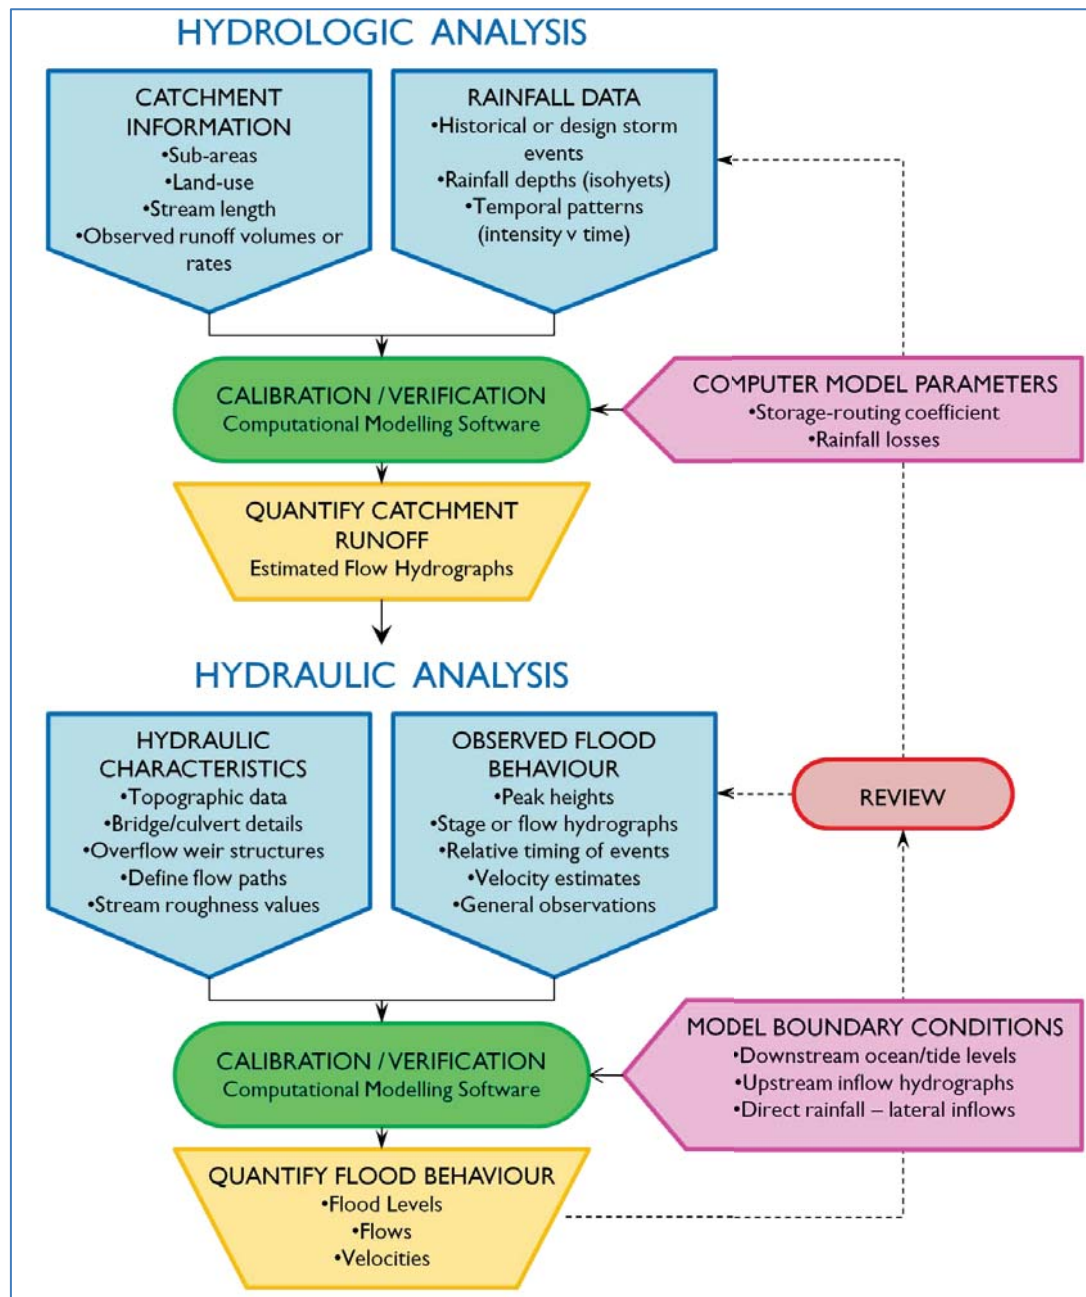 HYDROLOGIC ANALYSIS
CATCHMENT
INFORMATION
•Sub-areas
•Land-use
•Stream length
•Observed runoff volumes or
rates
RAINFALL DATA
•Historical or design storm
events
•Rainfall depths (isohyets)
•Temporal patterns
(intensity v time)
CALIBRATION / VERIFICATION
Computational Modelling Software
COMPUTER MODEL PARAMETERS
•Storage-routing coefficient
•Rainfall losses
QUANTIFY CATCHMENT
RUNOFF
Estimated Flow Hydrographs
HYDRAULIC ANALYSIS
HYDRAULIC
CHARACTERISTICS
•Topographic data
•Bridge/culvert details
•Overflow weir structures
•Define flow paths
•Stream roughness values
OBSERVED FLOOD
BEHAVIOUR
•Peak heights
•Stage or flow hydrographs
•Relative timing of events
•Velocity estimates
•General observations
REVIEW
CALIBRATION / VERIFICATION
Computational Modelling Software
MODEL BOUNDARY CONDITIONS
•Downstream ocean/tide levels
•Upstream inflow hydrographs
•Direct rainfall – lateral inflows
QUANTIFY FLOOD BEHAVIOUR
•Flood Levels
•Flows
•Velocities